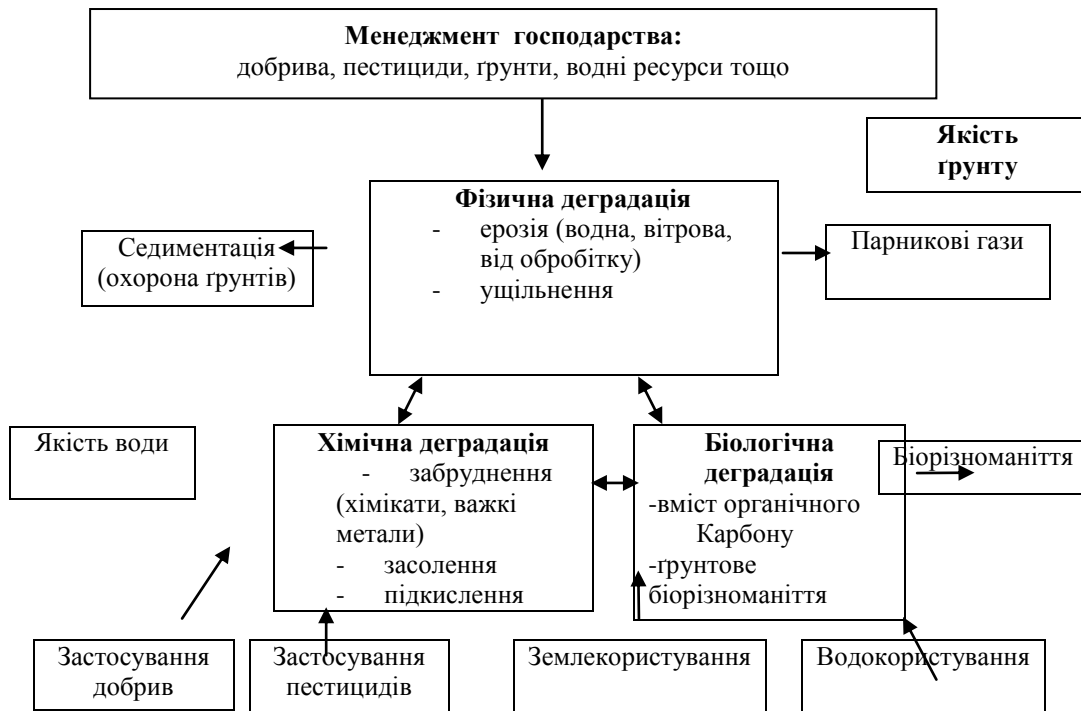 Менеджмент господарства:
добрива, пестициди, ґрунти, водні ресурси тощо
Якість
ґрунту
Фізична деградація
- ерозія (водна, вітрова,
від обробітку)
- ущільнення
Седиментація
(охорона ґрунтів)
Парникові гази
Якість води
Хімічна деградація
- забруднення
(хімікати, важкі
метали)
- засолення
- підкислення
Біологічна
деградація
-вміст органічного
Карбону
-ґрунтове
біорізноманіття
Біорізноманіття
Застосування
добрив
Застосування
пестицидів
Землекористування
Водокористування